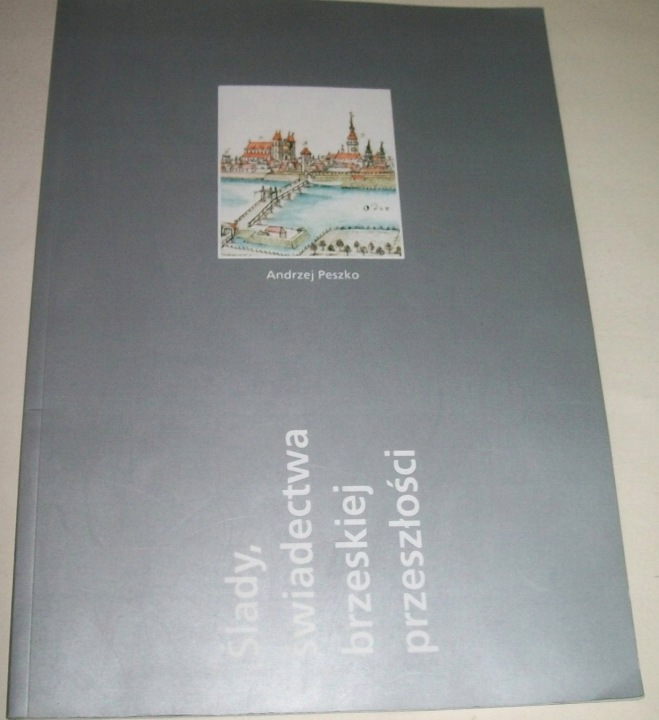 Andrzej Peszko
Ślady,
świadectwa
brzeskiej
przeszłości